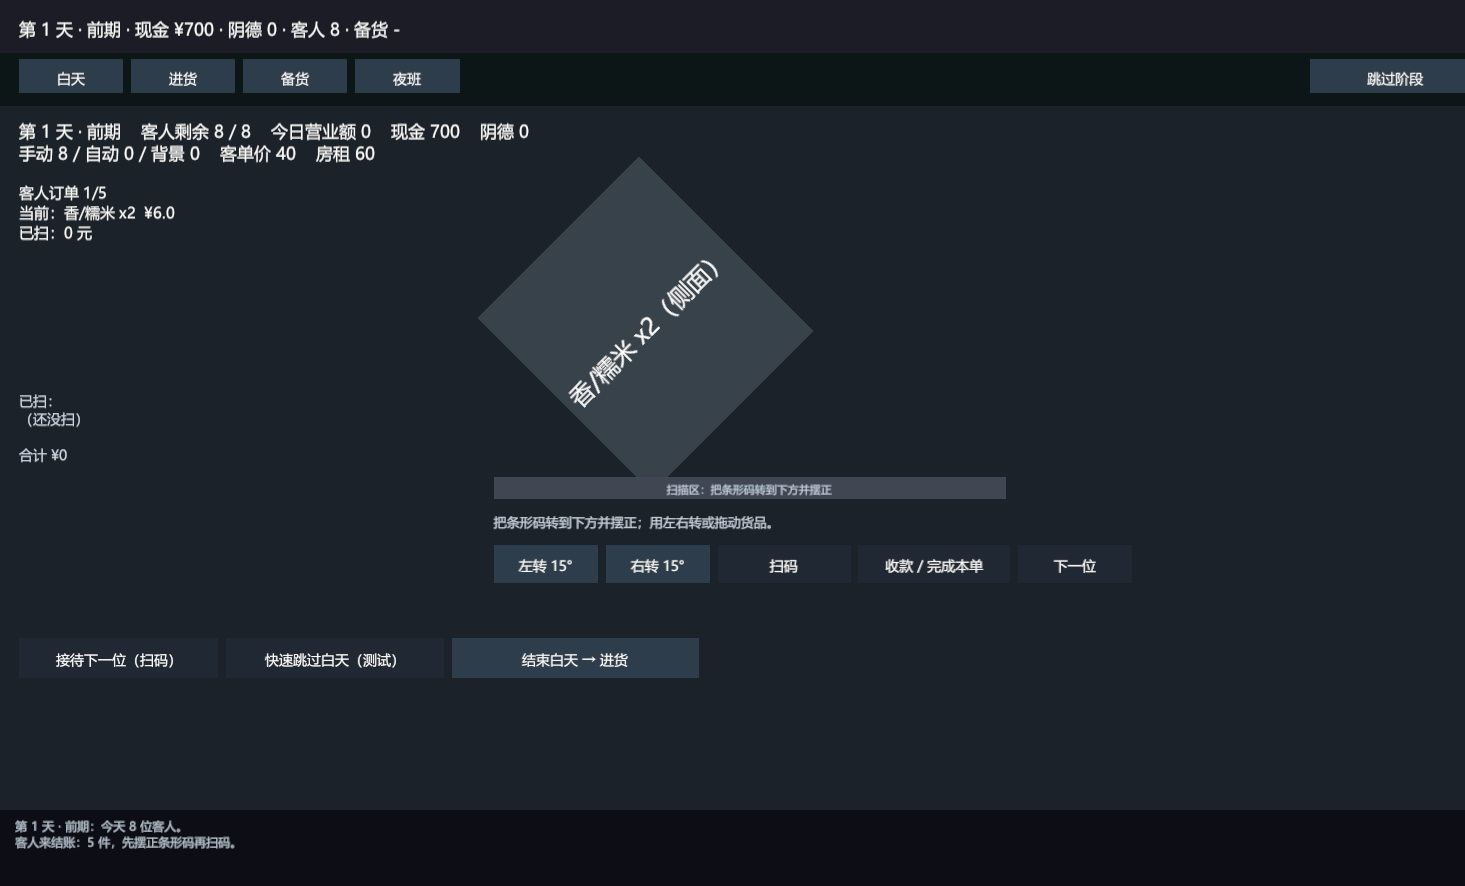 第 1 天 · 前期 · 现金 ¥700 · 阴德 0 · 客人 8 · 备货 -
白天
进货
备货
夜班
跳过阶段
第 1 天 · 前期 客人剩余 8 / 8 今日营业额 0 现金 700 阴德 0
手动 8 / 自动 0 / 背景 0 客单价 40 房租 60
客人订单 1/5
当前：香/糯米 x2 ¥6.0
已扫：0 元
香/糯米 x2（侧面）
已扫：
（还没扫）
合计 ¥0
扫描区：把条形码转到下方并摆正
把条形码转到下方并摆正；用左右转或拖动货品。
左转 15°
右转 15°
扫码
收款 / 完成本单
下一位
接待下一位（扫码）
快速跳过白天（测试）
结束白天 → 进货
第 1 天 · 前期：今天 8 位客人。
客人来结账：5 件，先摆正条形码再扫码。